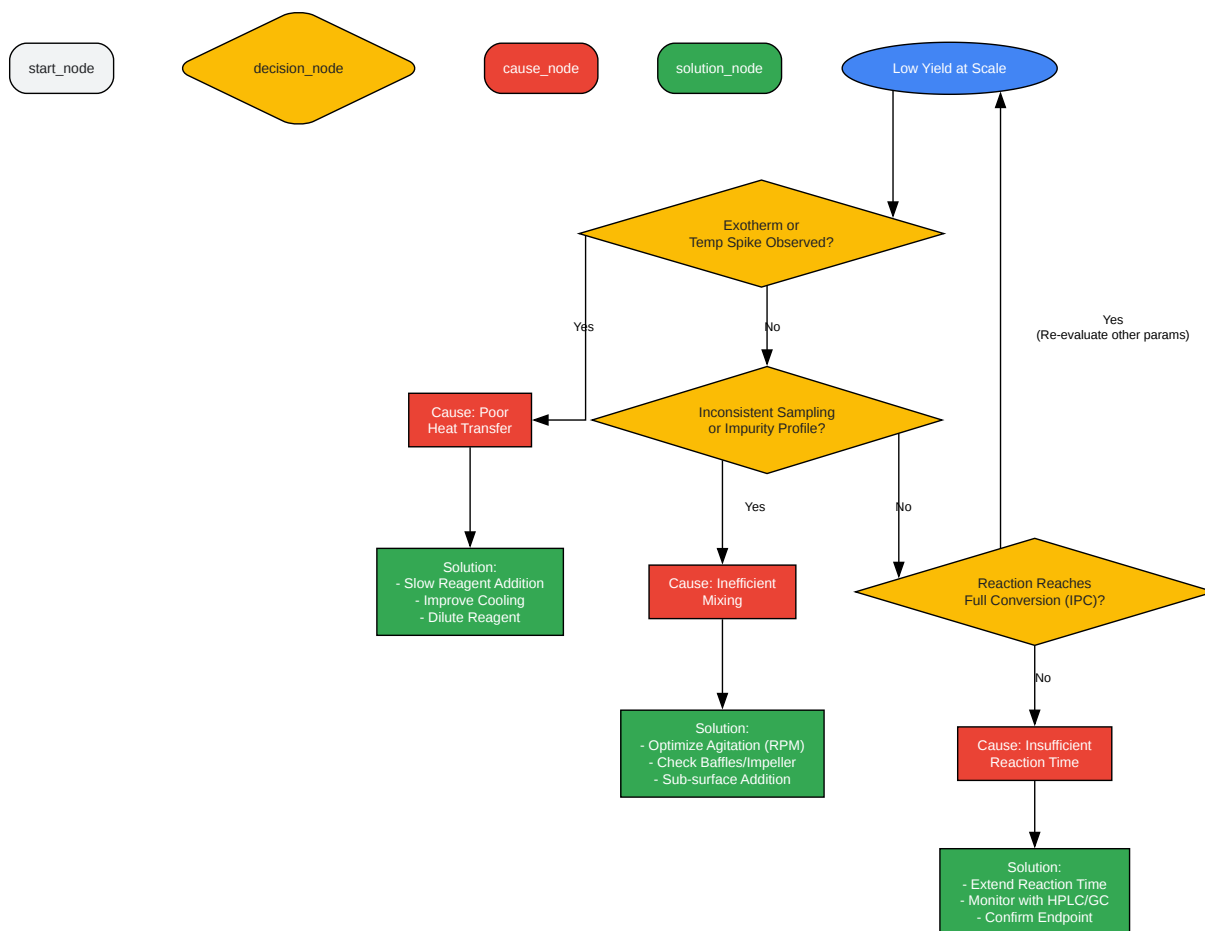 start_node
decision_node
cause_node
solution_node
Low Yield at Scale
Exotherm or
Temp Spike Observed?
Yes
No
Yes
(Re-evaluate other params)
Cause: Poor
Heat Transfer
Inconsistent Sampling
or Impurity Profile?
Yes
No
Solution:
- Slow Reagent Addition
- Improve Cooling
- Dilute Reagent
Cause: Inefficient
Mixing
Reaction Reaches
Full Conversion (IPC)?
No
Solution:
- Optimize Agitation (RPM)
- Check Baffles/Impeller
- Sub-surface Addition
Cause: Insufficient
Reaction Time
Solution:
- Extend Reaction Time
- Monitor with HPLC/GC
- Confirm Endpoint